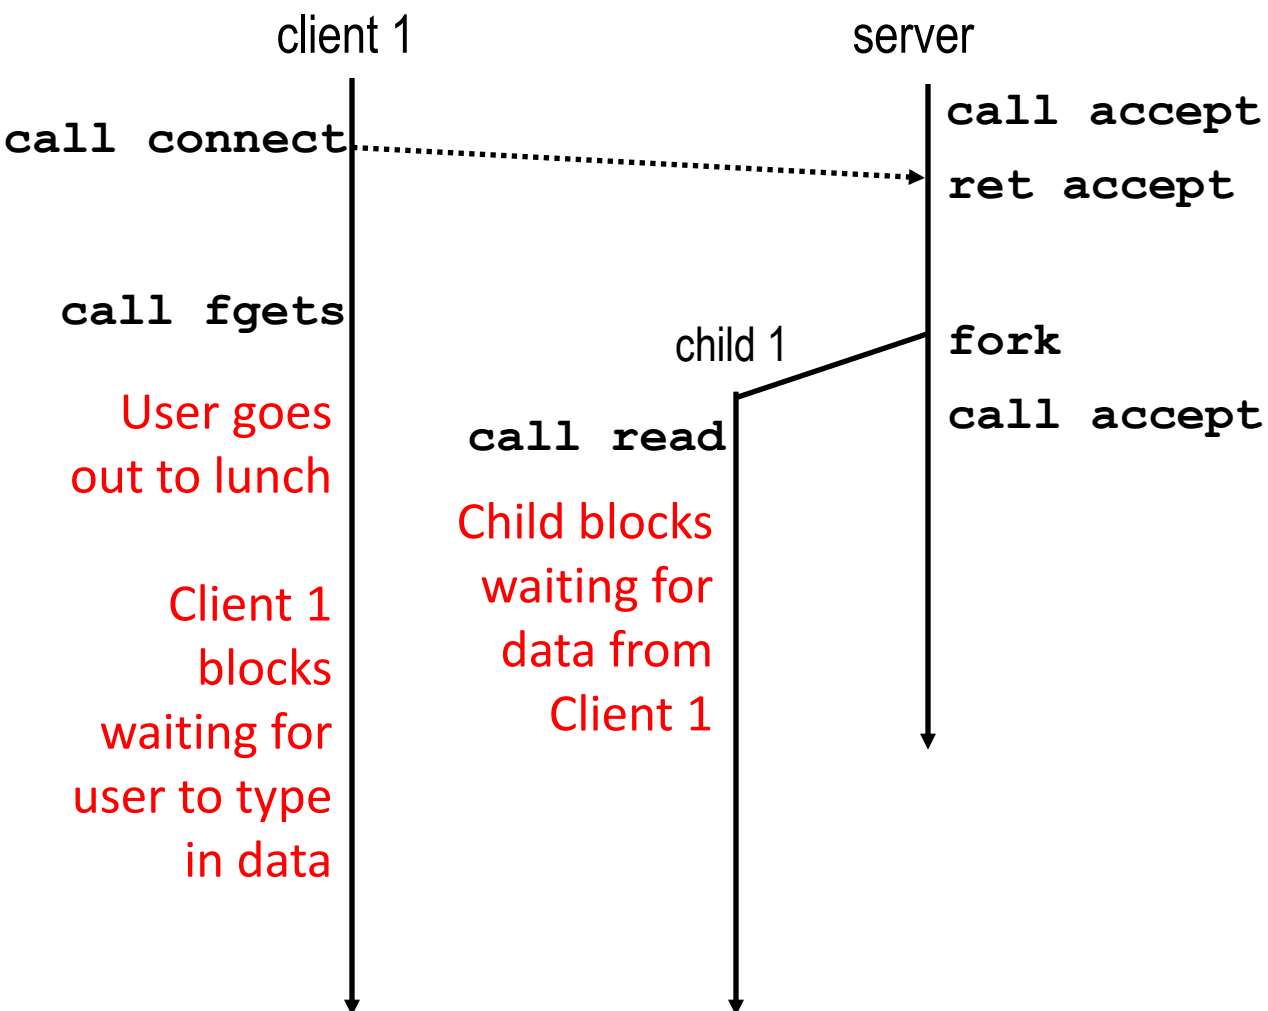 client 1
server
call connect
call accept
ret accept
call fgets
child 1
fork
call accept
call read
User goes
out to lunch
Child blocks
waiting for
data from
Client 1
Client 1
blocks
waiting for
user to type
in data